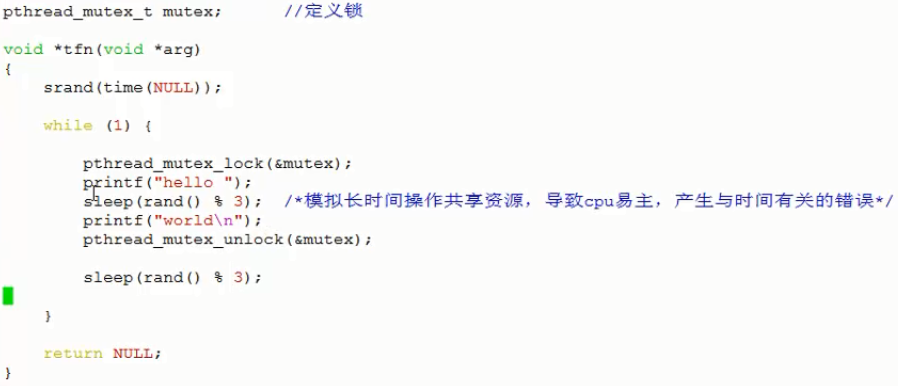 pthread_mutex_t mutex;      //定义锁
void *tfn(void *arg)
{
    srand(time(NULL));
    while (1) {
        pthread_mutex_lock(&mutex);
        printf("hello ");
        sleep(rand() % 3);  /*模拟长时间操作共享资源，导致cpu易主，产生与时间有关的错误*/
        printf("world\n");
        pthread_mutex_unlock(&mutex);
        sleep(rand() % 3);
    }
    return NULL;
}